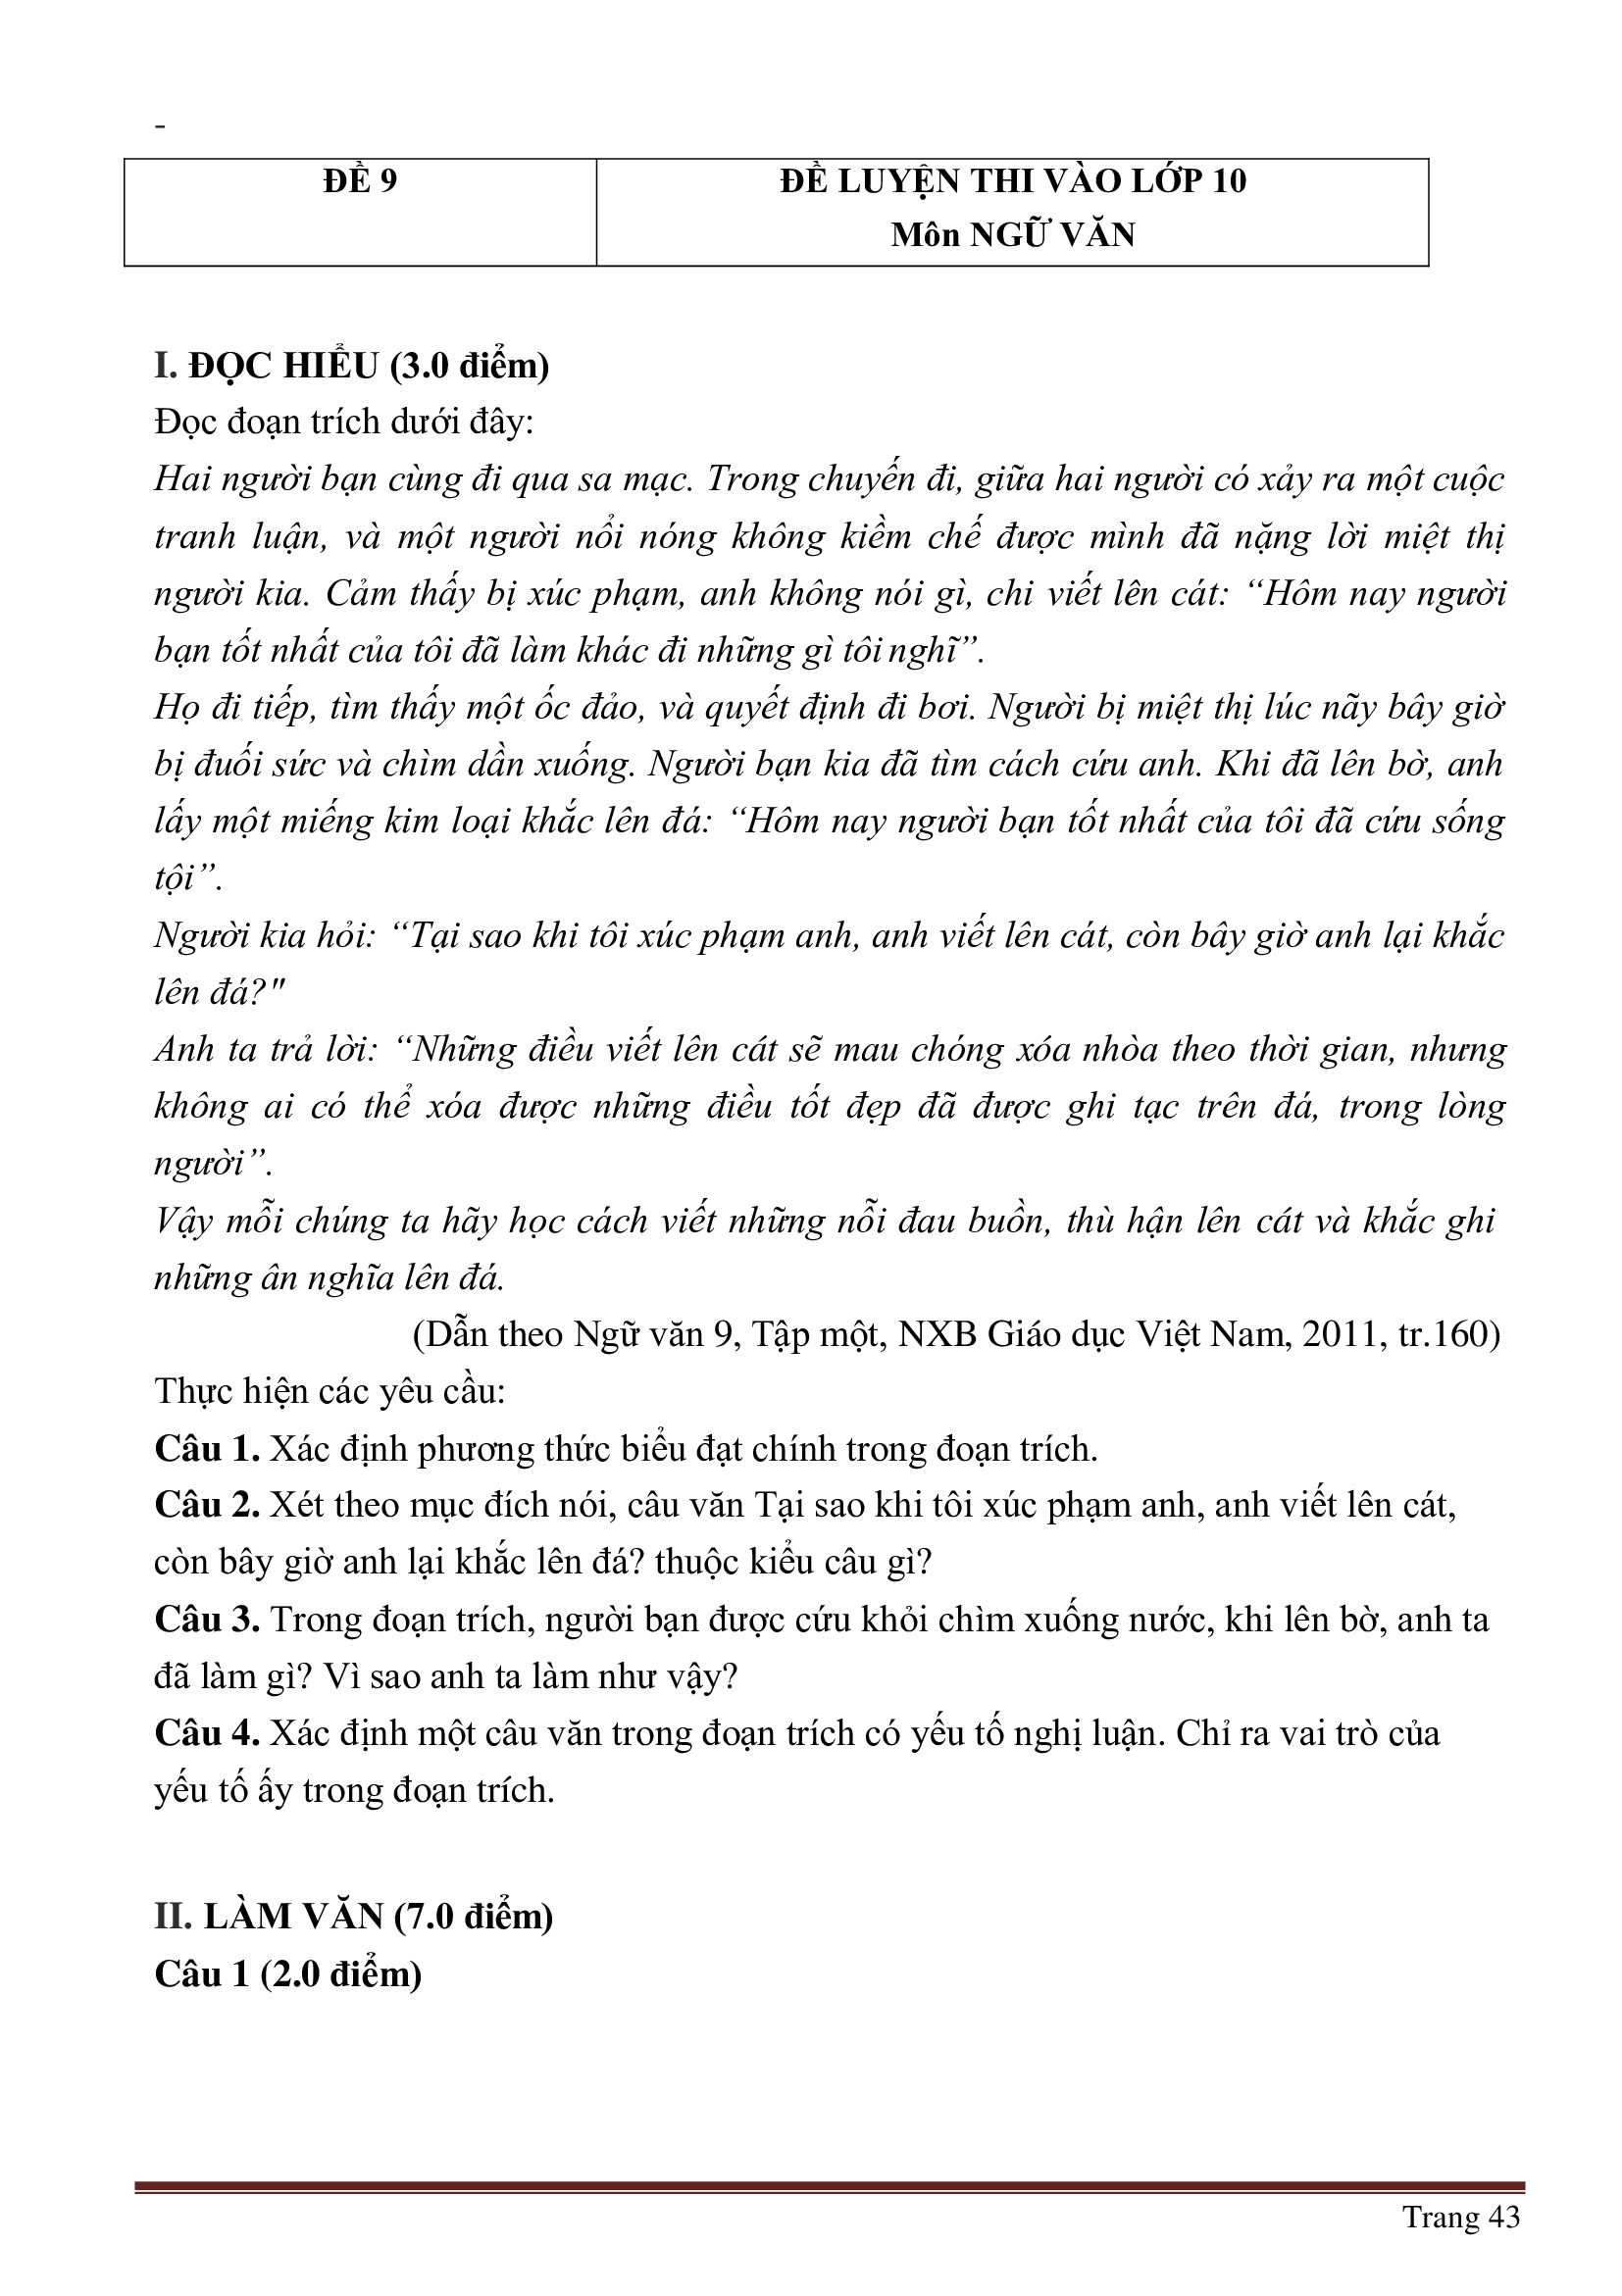 -
ĐỀ 9
ĐỀ LUYỆN THI VÀO LỚP 10
Môn NGỮ VĂN
I. ĐỌC HIỂU (3.0 điểm)
Đọc đoạn trích dưới đây:
Hai người bạn cùng đi qua sa mạc. Trong chuyến đi, giữa hai người có xảy ra một cuộc
tranh luận, và một người nổi nóng không kiềm chế được mình đã nặng lời miệt thị
người kia. Cảm thấy bị xúc phạm, anh không nói gì, chi viết lên cát: “Hôm nay người
bạn tốt nhất của tôi đã làm khác đi những gì tôi nghĩ”.
Họ đi tiếp, tìm thấy một ốc đảo, và quyết định đi bơi. Người bị miệt thị lúc nãy bây giờ
bị đuối sức và chìm dần xuống. Người bạn kia đã tìm cách cứu anh. Khi đã lên bờ, anh
lấy một miếng kim loại khắc lên đá: “Hôm nay người bạn tốt nhất của tôi đã cứu sống
tội”.
Người kia hỏi: “Tại sao khi tôi xúc phạm anh, anh viết lên cát, còn bây giờ anh lại khắc
lên đá?"
Anh ta trả lời: “Những điều viết lên cát sẽ mau chóng xóa nhòa theo thời gian, nhưng
không ai có thể xóa được những điều tốt đẹp đã được ghi tạc trên đá, trong lòng
người”.
Vậy mỗi chúng ta hãy học cách viết những nỗi đau buồn, thù hận lên cát và khắc ghi
những ân nghĩa lên đá.
(Dẫn theo Ngữ văn 9, Tập một, NXB Giáo dục Việt Nam, 2011, tr.160)
Thực hiện các yêu cầu:
Câu 1. Xác định phương thức biểu đạt chính trong đoạn trích.
Câu 2. Xét theo mục đích nói, câu văn Tại sao khi tôi xúc phạm anh, anh viết lên cát,
còn bây giờ anh lại khắc lên đá? thuộc kiểu câu gì?
Câu 3. Trong đoạn trích, người bạn được cứu khỏi chìm xuống nước, khi lên bờ, anh ta
đã làm gì? Vì sao anh ta làm như vậy?
Câu 4. Xác định một câu văn trong đoạn trích có yếu tố nghị luận. Chỉ ra vai trò của
yếu tố ấy trong đoạn trích.
II. LÀM VĂN (7.0 điểm)
Câu 1 (2.0 điểm)
Trang 43